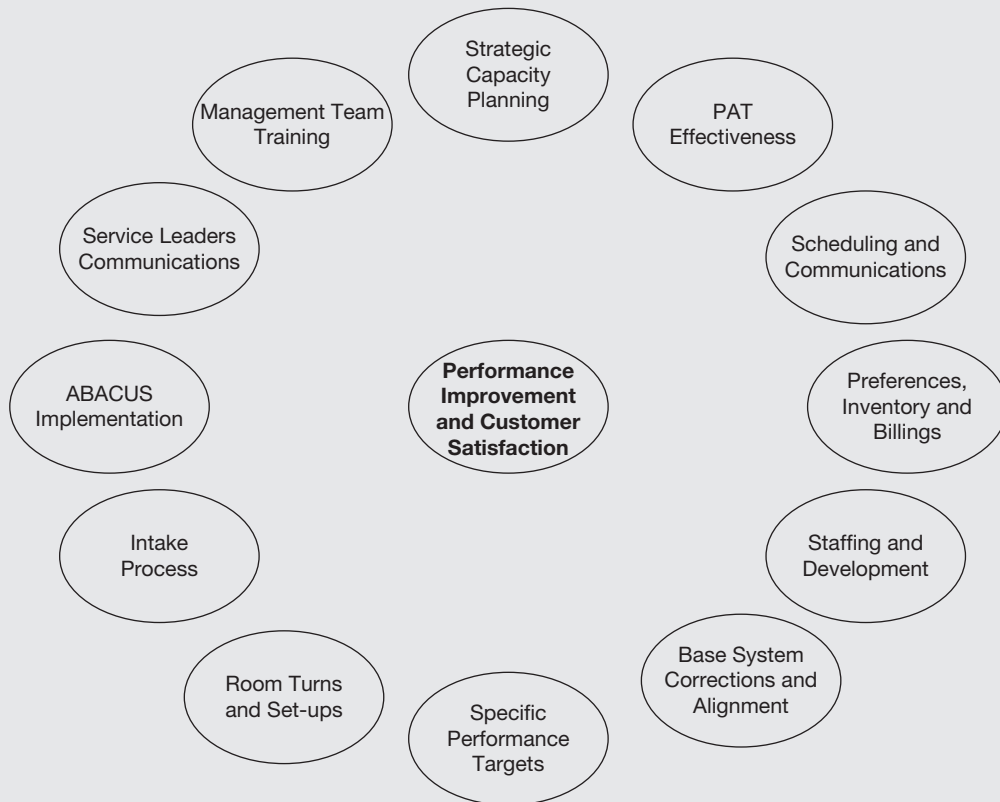 Strategic
Capacity
Planning
Management Team
Training
PAT
Effectiveness
Service Leaders
Communications
Scheduling and
Communications
ABACUS
Implementation
Performance
Improvement
and Customer
Satisfaction
Preferences,
Inventory and
Billings
Intake
Process
Staffing and
Development
Room Turns
and Set-ups
Specific
Performance
Targets
Base System
Corrections and
Alignment